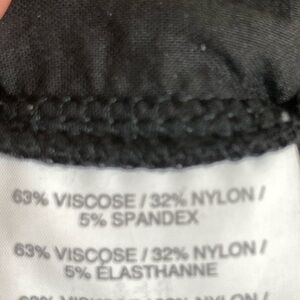 63% VISCOSE / 32% NYLON /
5% SPANDEX
63% VISCOSE / 32% NYLON /
5% ÉLASTHANNE